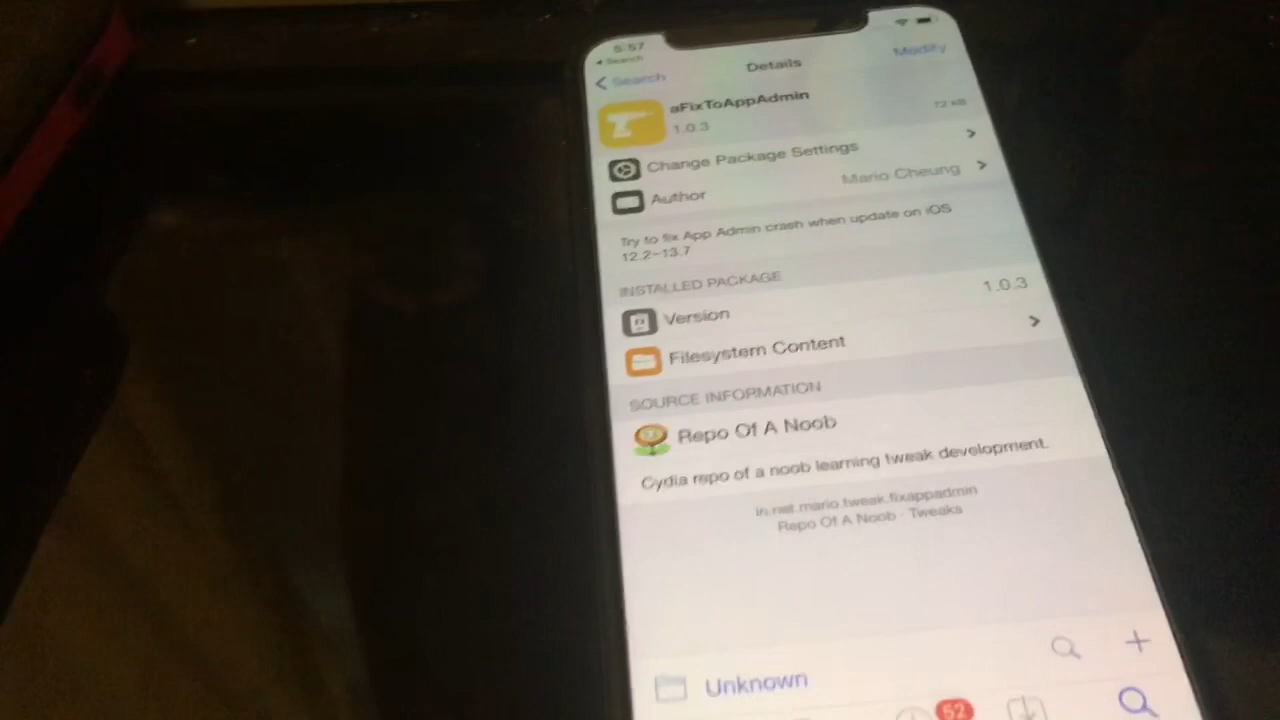 5:57
Search
Search Details Modify
aFixToAppAdmin
1.0.3 72 kB
Change Package Settings
Author Mario Cheung
Try to fix App Admin crash when update on iOS
12.2-13.7
INSTALLED PACKAGE
Version 1.0.3
Filesystem Content
SOURCE INFORMATION
Repo Of A Noob
Cydia repo of a noob learning tweak development.
in.net.mario.tweak.fixappadmin
Repo Of A Noob · Tweaks
Unknown
52